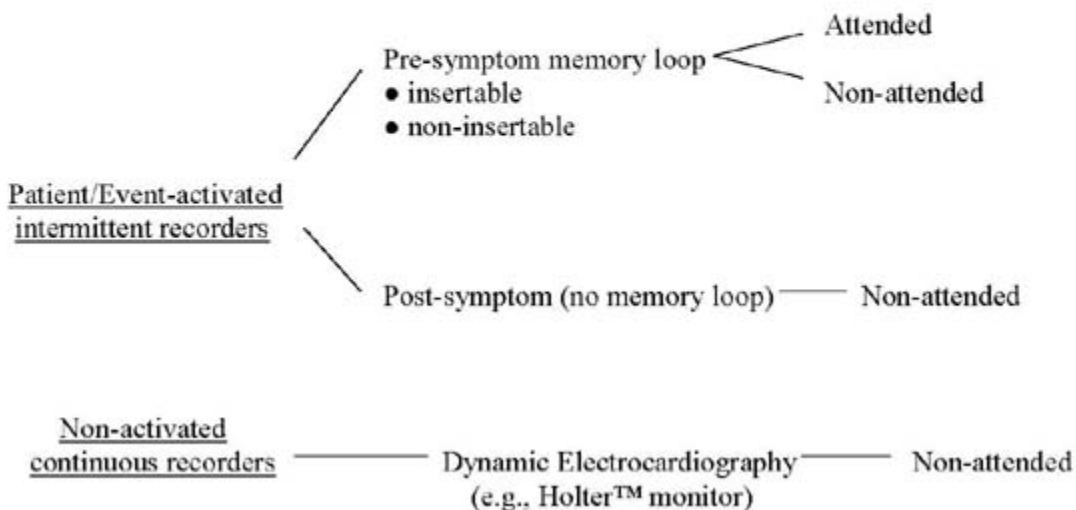 Attended
Pre-symptom memory loop
● insertable
● non-insertable
Non-attended
Patient/Event-activated
intermittent recorders
Post-symptom (no memory loop)
Non-attended
Non-activated
continuous recorders
Dynamic Electrocardiography
(e.g., Holter™ monitor)
Non-attended